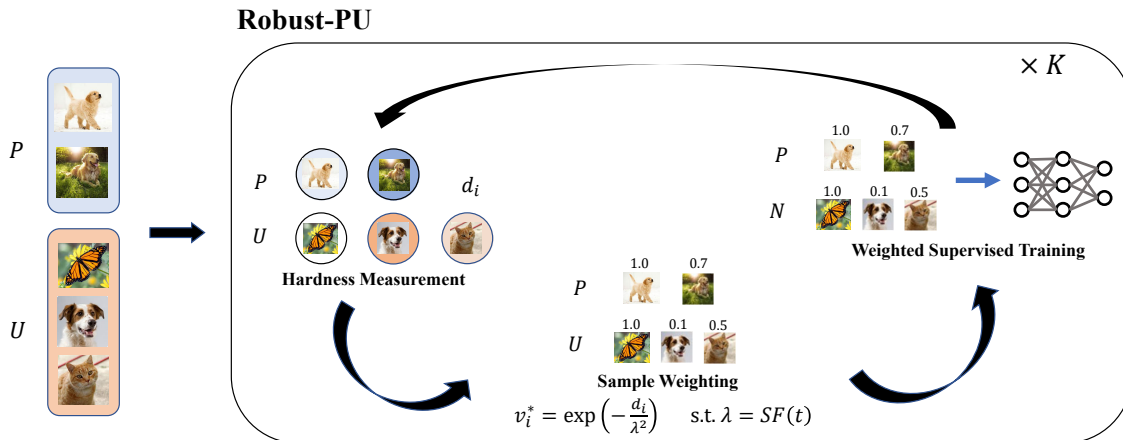 Robust-PU
× K
P
U
P
d_i
U
Hardness Measurement
1.0 0.7
P
1.0 0.1 0.5
U
Sample Weighting
v_i^* = exp(−d_i/λ^2) s.t. λ = SF(t)
1.0 0.7
P
1.0 0.1 0.5
N
Weighted Supervised Training